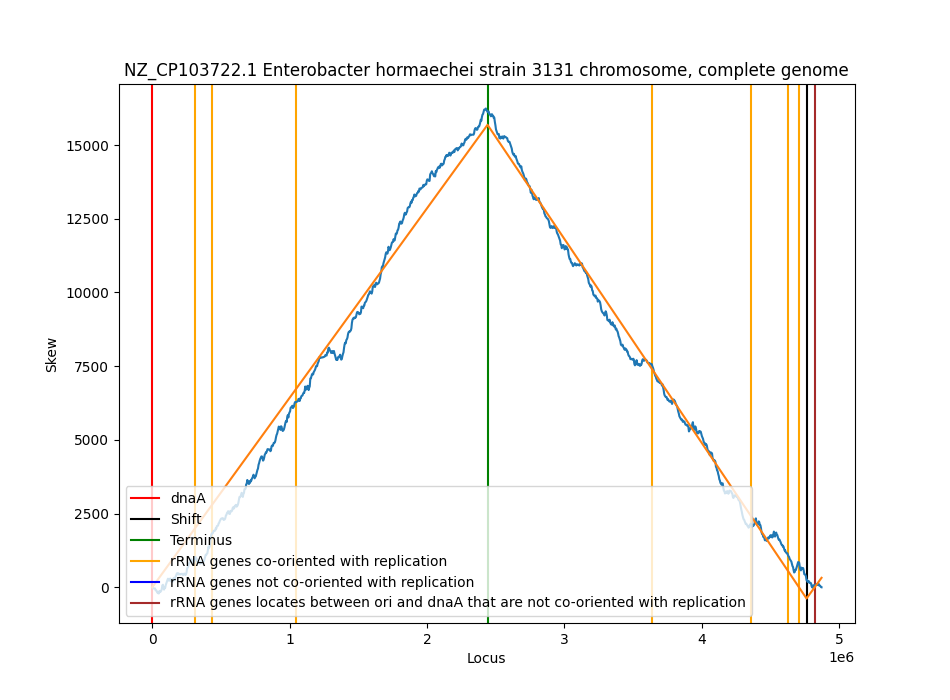 NZ_CP103722.1 Enterobacter hormaechei strain 3131 chromosome, complete genome
15000
12500
10000
7500
5000
2500
0
Skew
dnaA
Shift
Terminus
rRNA genes co-oriented with replication
rRNA genes not co-oriented with replication
rRNA genes locates between ori and dnaA that are not co-oriented with replication
0 1 2 3 4 5
1e6
Locus